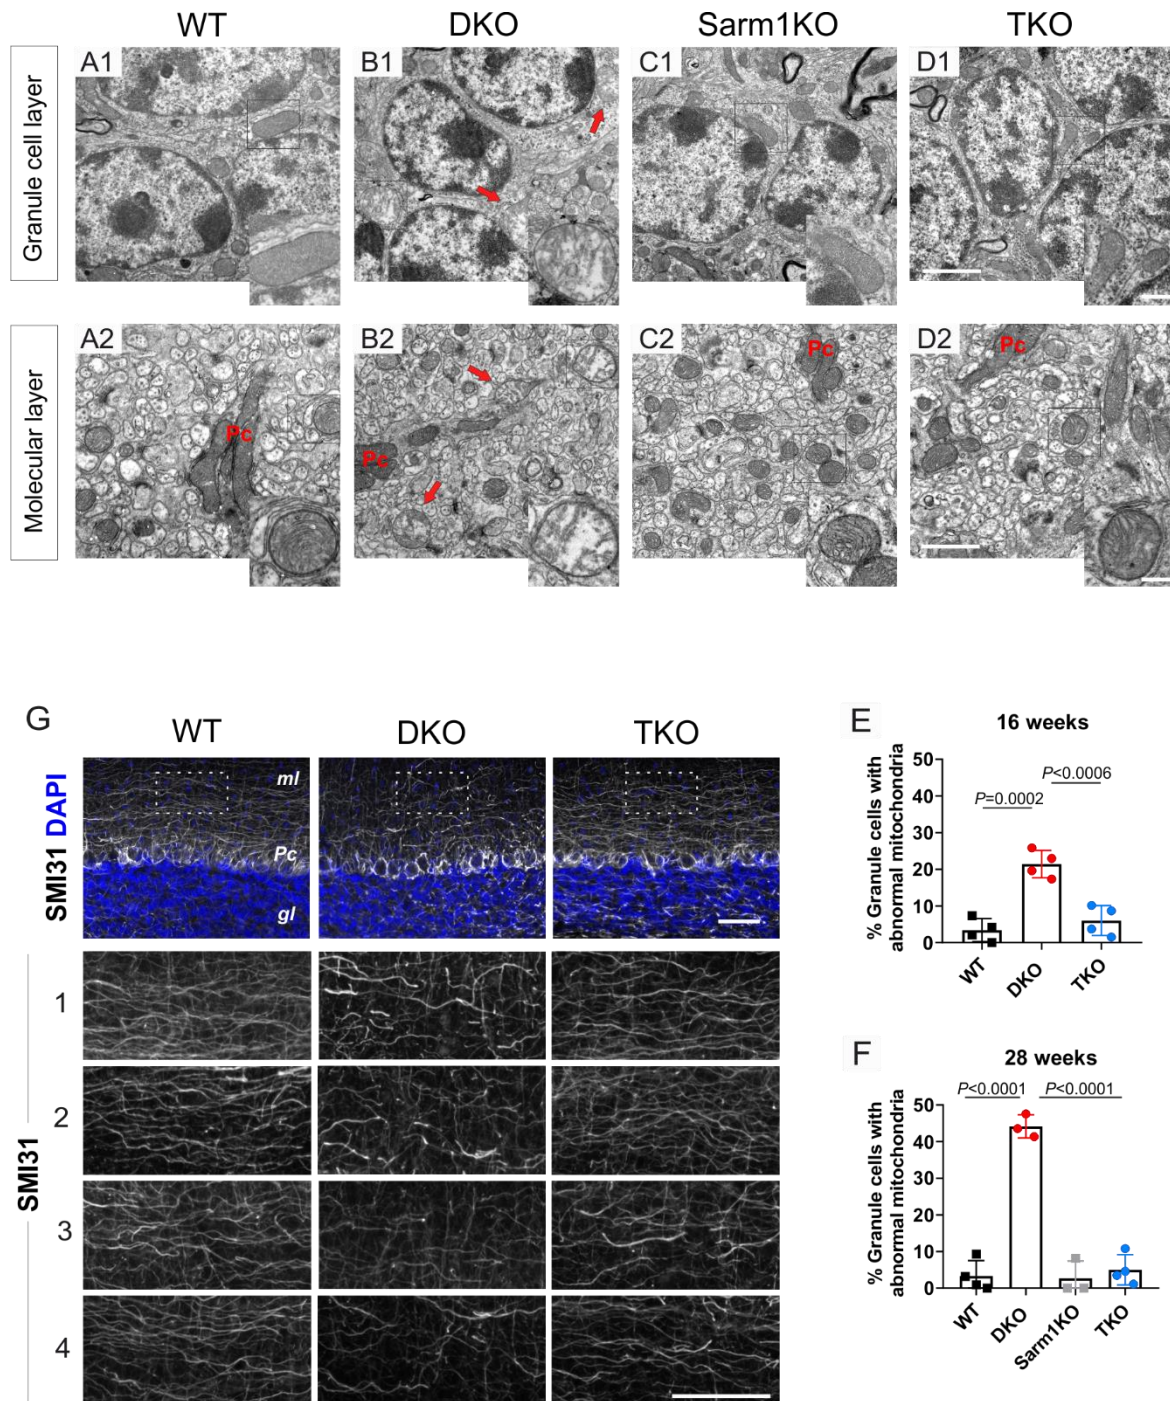 WT DKO Sarm1KO TKO
Granule cell layer
A1 B1 C1 D1
Molecular layer
A2 B2 C2 D2
Pc Pc Pc Pc
G
WT DKO TKO
SMI31 DAPI
ml
Pc
gl
SMI31
1
2
3
4
E
16 weeks
% Granule cells with
abnormal mitochondria
50
40
30
20
10
0
P=0.0002
P<0.0006
WT DKO TKO
F
28 weeks
% Granule cells with
abnormal mitochondria
50
40
30
20
10
0
P<0.0001 P<0.0001
WT DKO Sarm1KO TKO